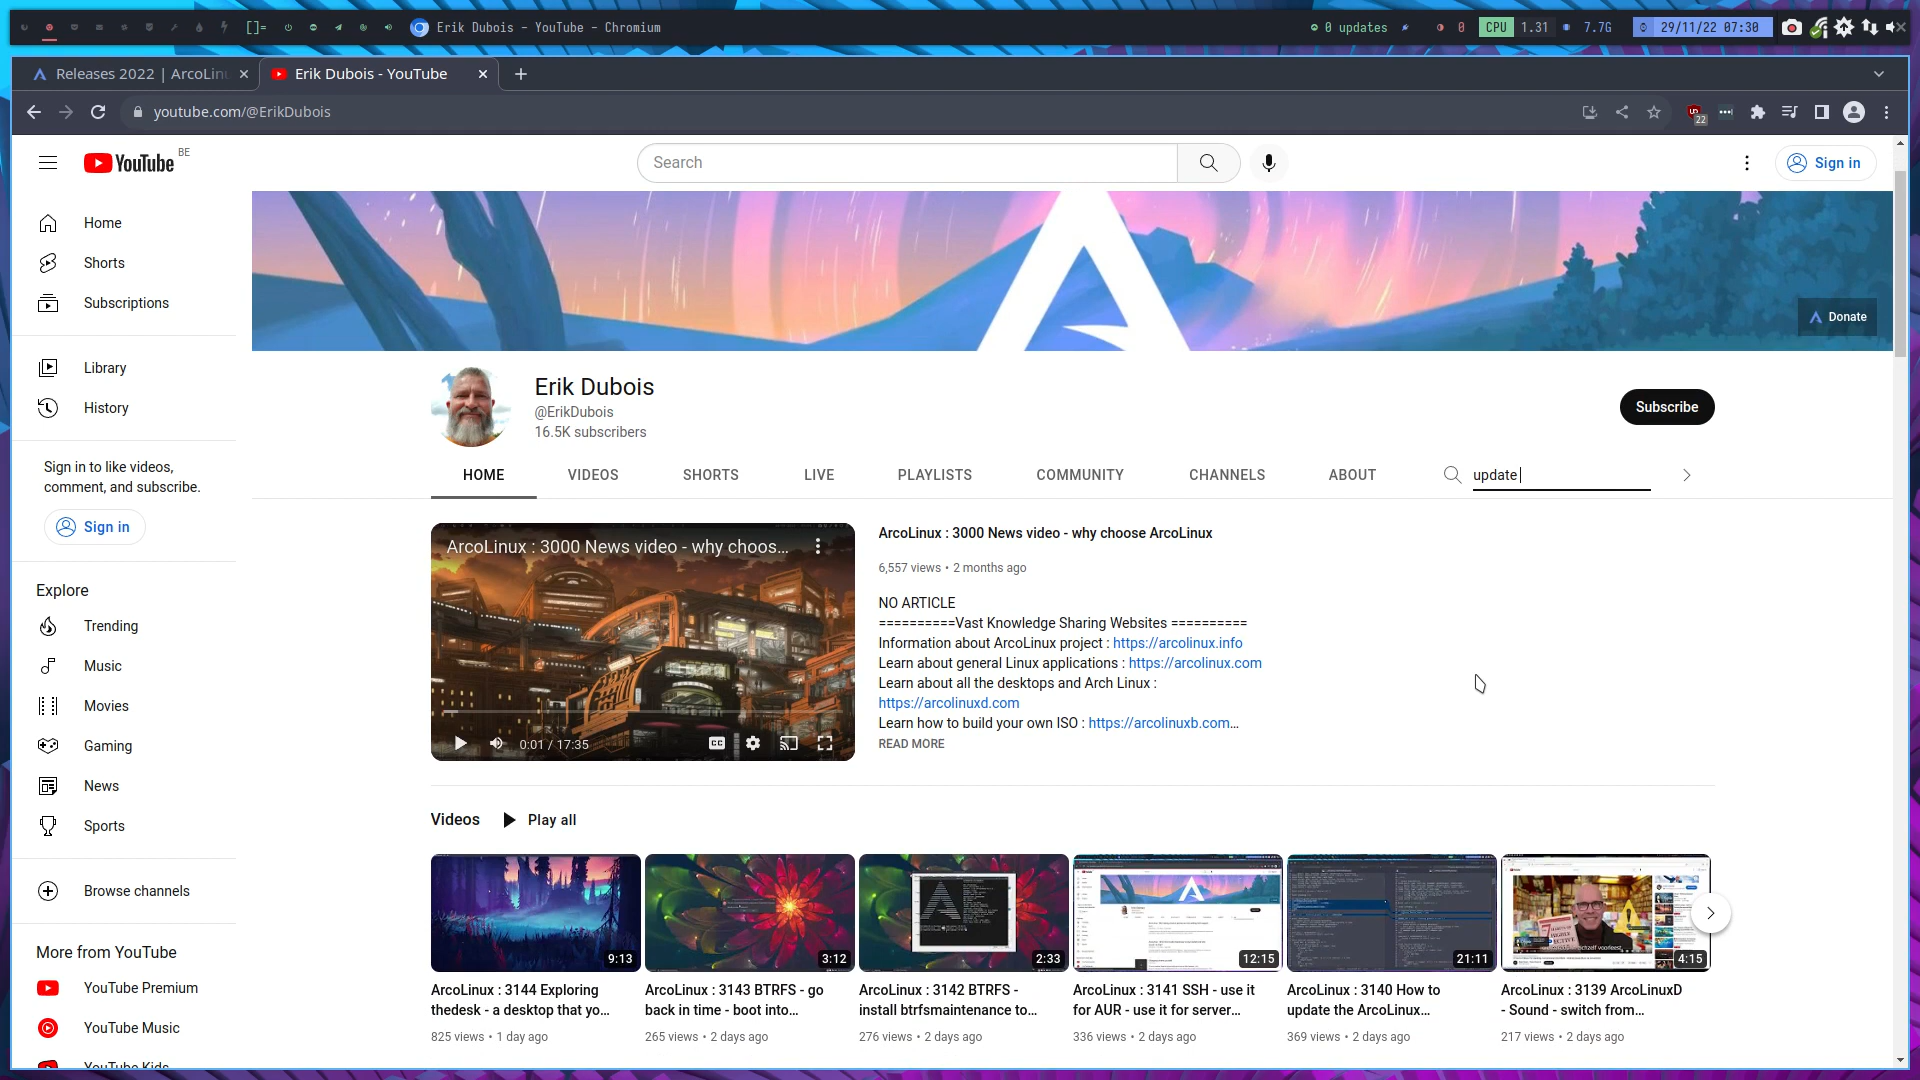 []=
Erik Dubois - YouTube - Chromium
0 updates
0
CPU 1.31
7.7G
29/11/22 07:30
Releases 2022 | ArcoLin
Erik Dubois - YouTube
youtube.com/@ErikDubois
22
YouTube BE
Search
Sign in
Home
Shorts
Subscriptions
Library
History
Sign in to like videos,
comment, and subscribe.
Sign in
Explore
Trending
Music
Movies
Gaming
News
Sports
Browse channels
More from YouTube
YouTube Premium
YouTube Music
YouTube Kids
Donate
Erik Dubois
@ErikDubois
16.5K subscribers
Subscribe
HOME VIDEOS SHORTS LIVE PLAYLISTS COMMUNITY CHANNELS ABOUT update
ArcoLinux : 3000 News video - why choos...
0:01 / 17:35
CC
ArcoLinux : 3000 News video - why choose ArcoLinux
6,557 views • 2 months ago
NO ARTICLE
==========Vast Knowledge Sharing Websites ==========
Information about ArcoLinux project : https://arcolinux.info
Learn about general Linux applications : https://arcolinux.com
Learn about all the desktops and Arch Linux :
https://arcolinuxd.com
Learn how to build your own ISO : https://arcolinuxb.com...
READ MORE
Videos Play all
9:13
ArcoLinux : 3144 Exploring
thedesk - a desktop that yo...
825 views • 1 day ago
3:12
ArcoLinux : 3143 BTRFS - go
back in time - boot into...
265 views • 2 days ago
2:33
ArcoLinux : 3142 BTRFS -
install btrfsmaintenance to...
276 views • 2 days ago
12:15
ArcoLinux : 3141 SSH - use it
for AUR - use it for server...
336 views • 2 days ago
21:11
ArcoLinux : 3140 How to
update the ArcoLinux...
369 views • 2 days ago
4:15
ArcoLinux : 3139 ArcoLinuxD
- Sound - switch from...
217 views • 2 days ago